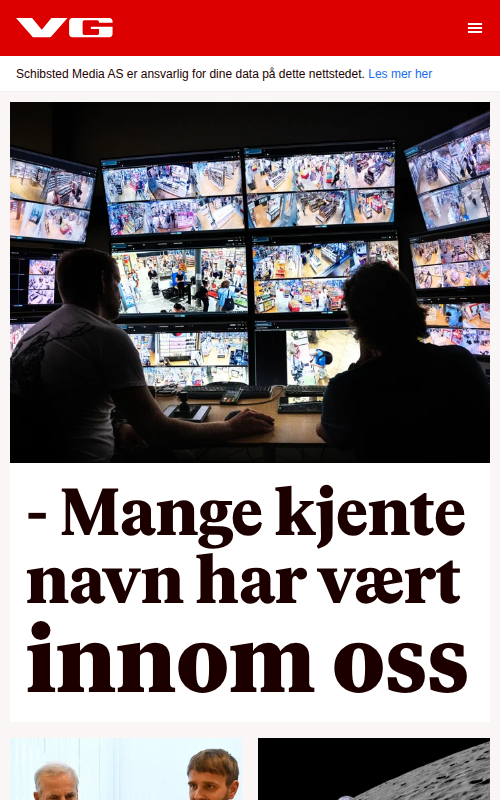 VG
Schibsted Media AS er ansvarlig for dine data på dette nettstedet. Les mer her
- Mange kjente
navn har vært
innom oss